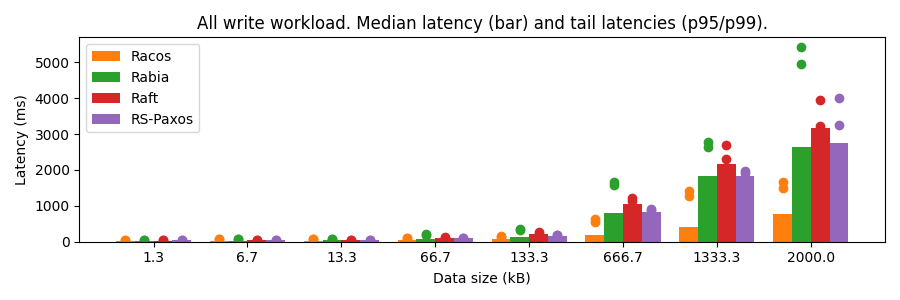 All write workload. Median latency (bar) and tail latencies (p95/p99).
Latency (ms)
5000
4000
3000
2000
1000
0
Racos
Rabia
Raft
RS-Paxos
1.3 6.7 13.3 66.7 133.3 666.7 1333.3 2000.0
Data size (kB)